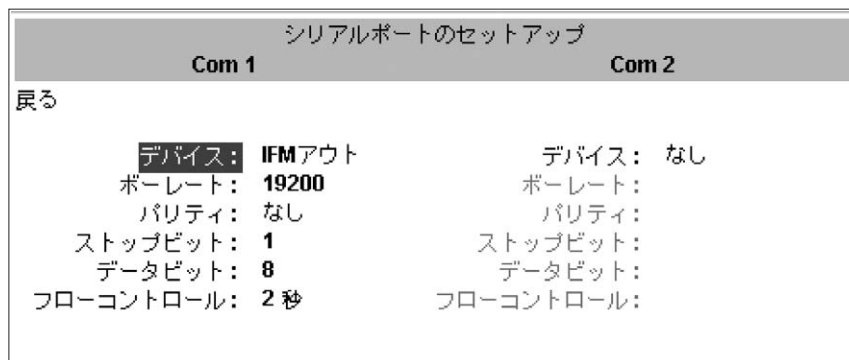 シリアルポートのセットアップ
Com 1 Com 2
戻る
デバイス: IFMアウト デバイス: なし
ボーレート: 19200 ボーレート:
パリティ: なし パリティ:
ストップビット: 1 ストップビット:
データビット: 8 データビット:
フローコントロール: 2 秒 フローコントロール: